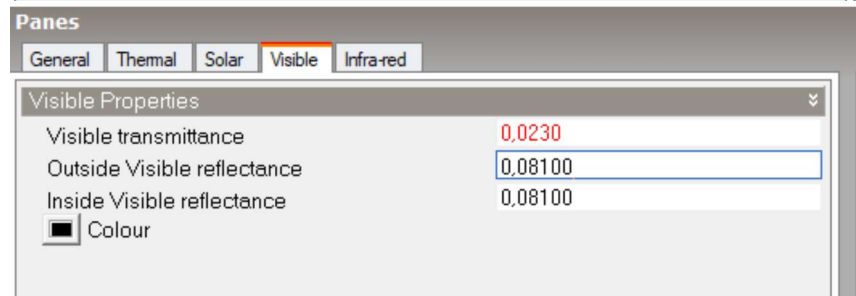 Panes
General Thermal Solar Visible Infra-red
Visible Properties
Visible transmittance 0,0230
Outside Visible reflectance 0,08100
Inside Visible reflectance 0,08100
Colour